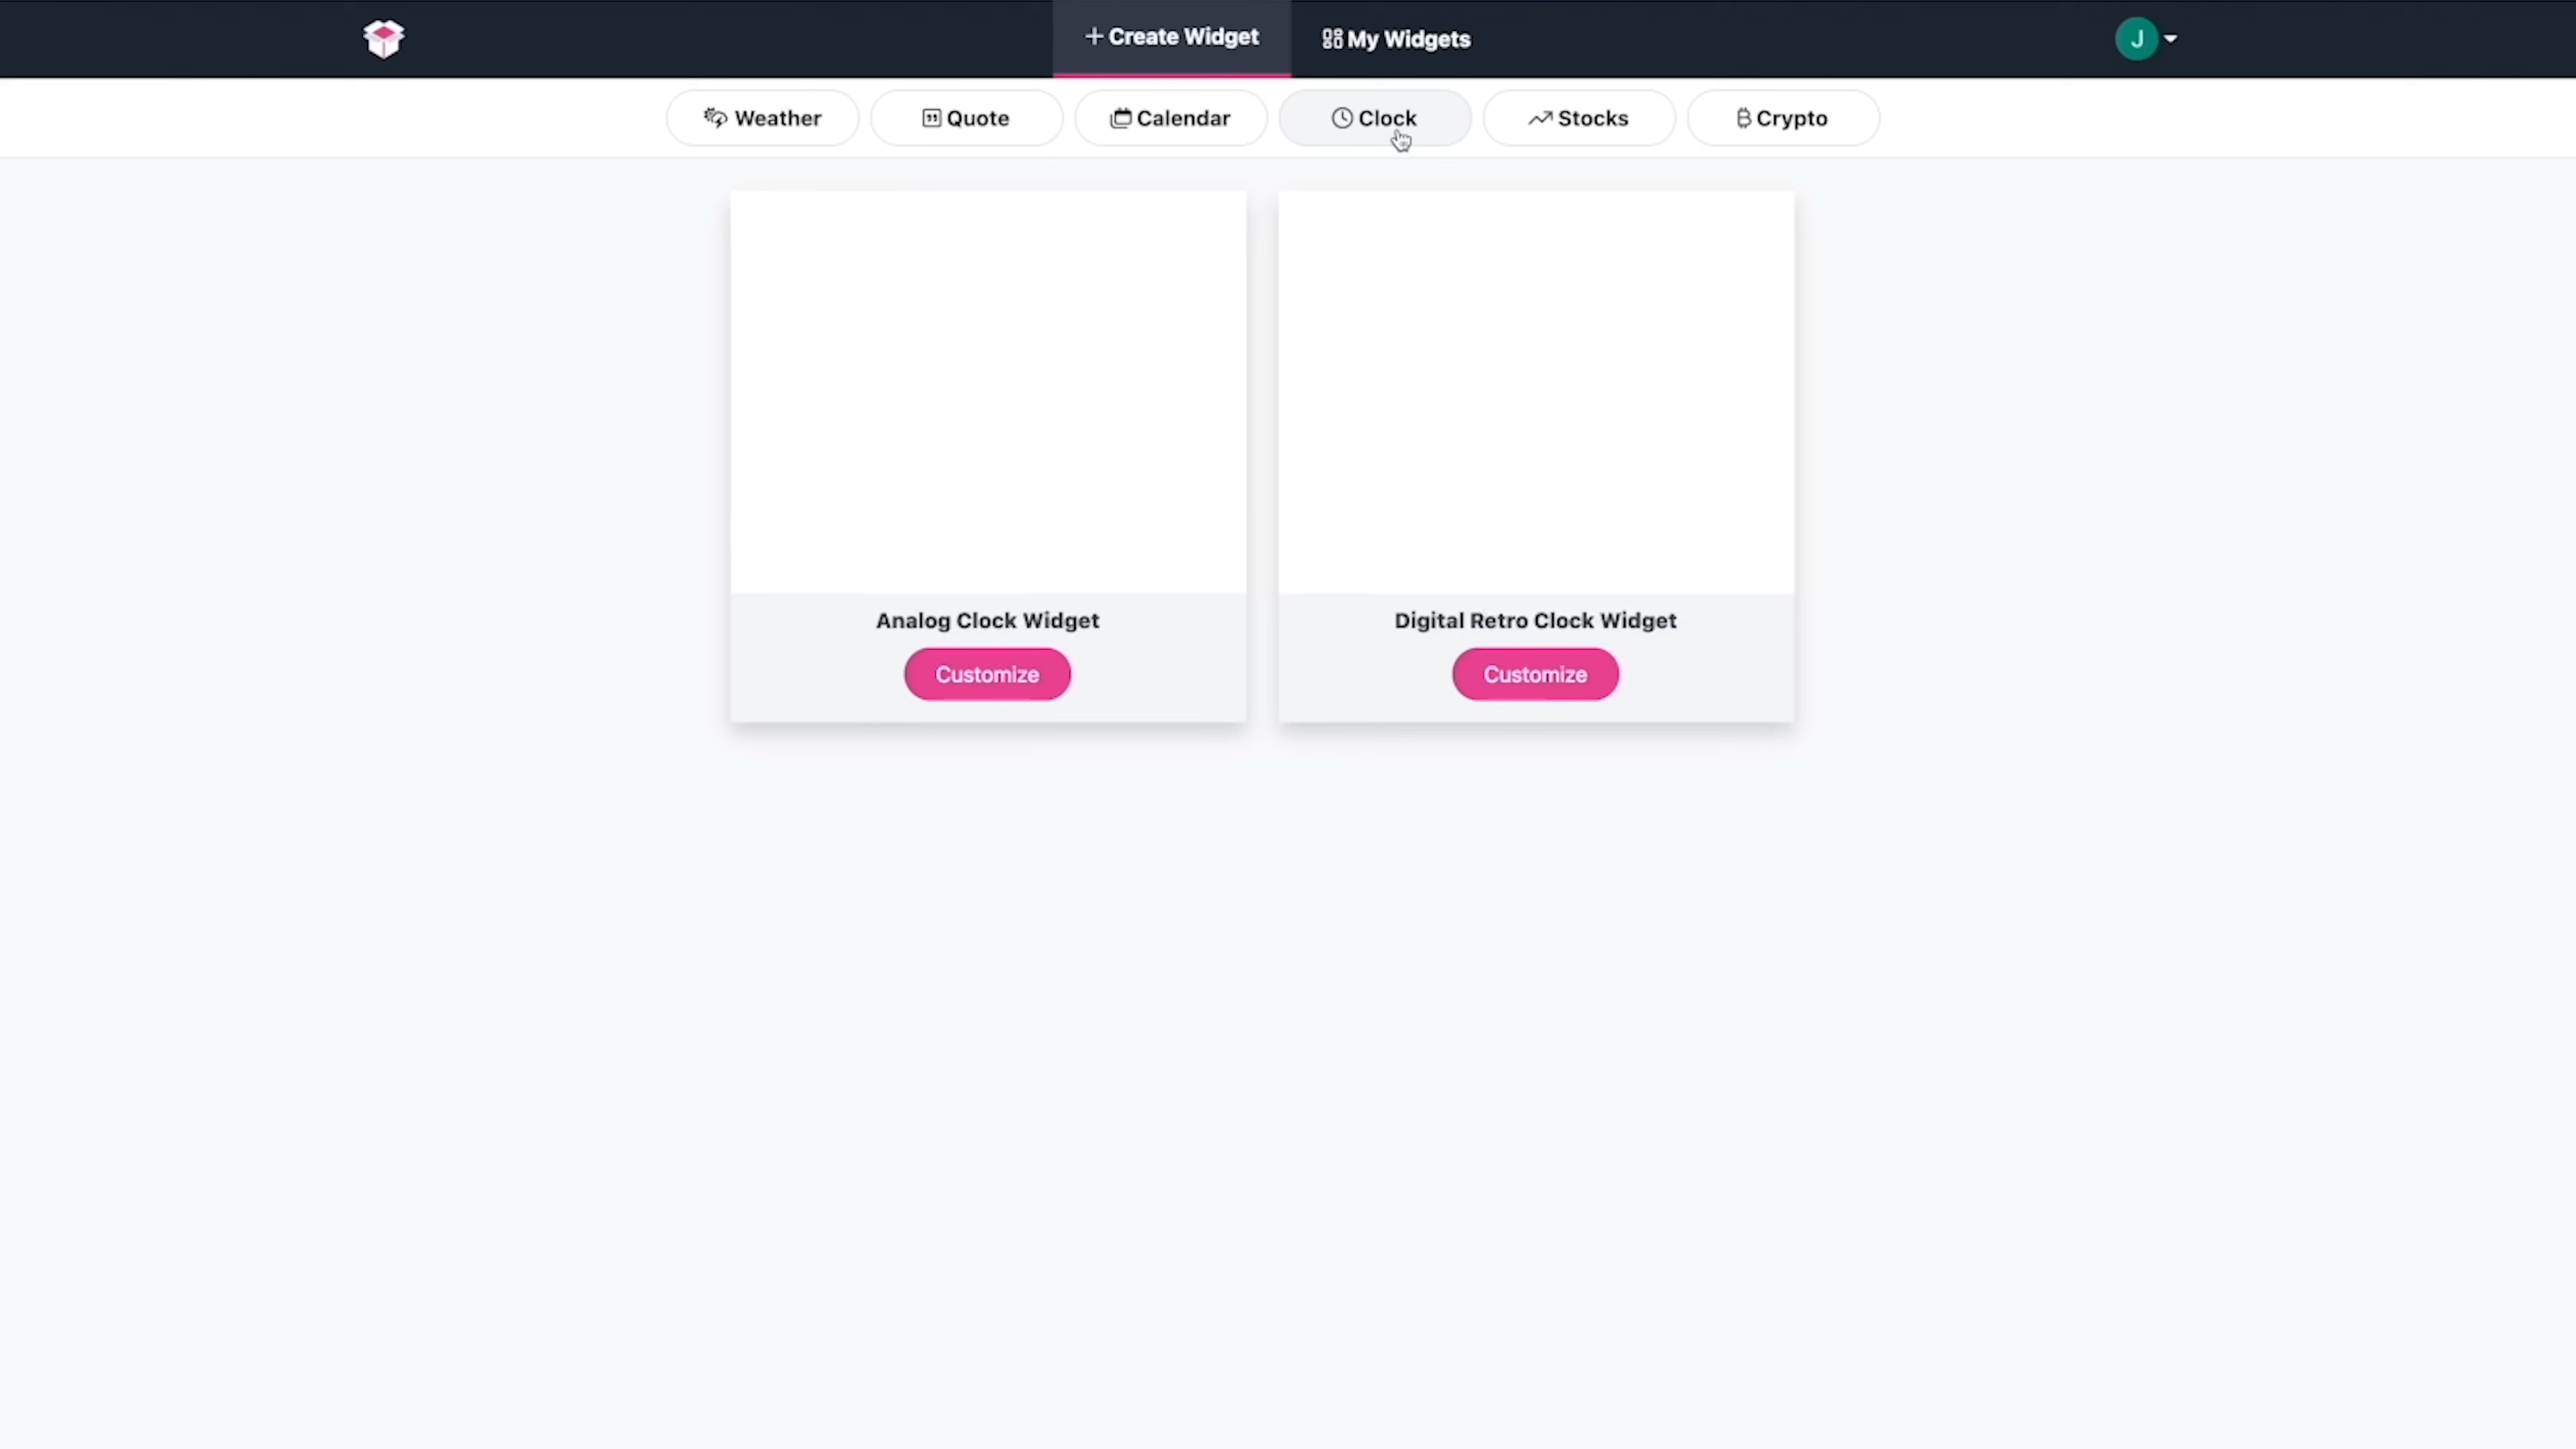 Create Widget
My Widgets
J
Weather
Quote
Calendar
Clock
Stocks
Crypto
Analog Clock Widget
Customize
Digital Retro Clock Widget
Customize